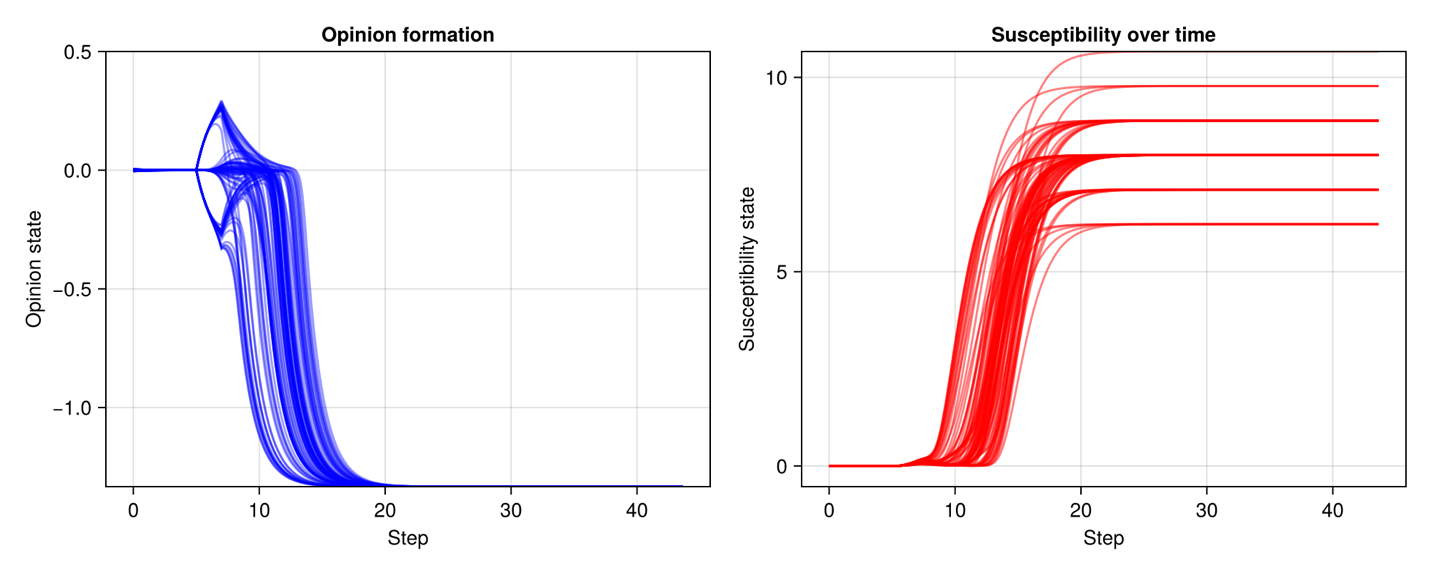 Opinion formation
Opinion state
0.5
0.0
−0.5
−1.0
0
10
20
30
40
Step
Susceptibility over time
Susceptibility state
10
5
0
0
10
20
30
40
Step